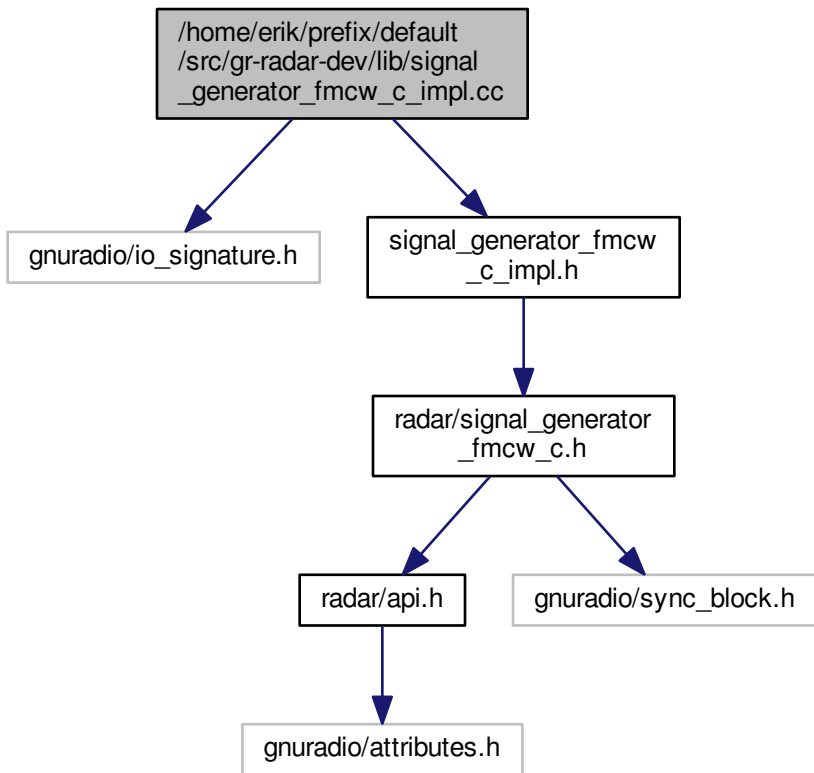 /home/erik/prefix/default
/src/gr-radar-dev/lib/signal
_generator_fmcw_c_impl.cc
gnuradio/io_signature.h
signal_generator_fmcw
_c_impl.h
radar/signal_generator
_fmcw_c.h
radar/api.h
gnuradio/sync_block.h
gnuradio/attributes.h